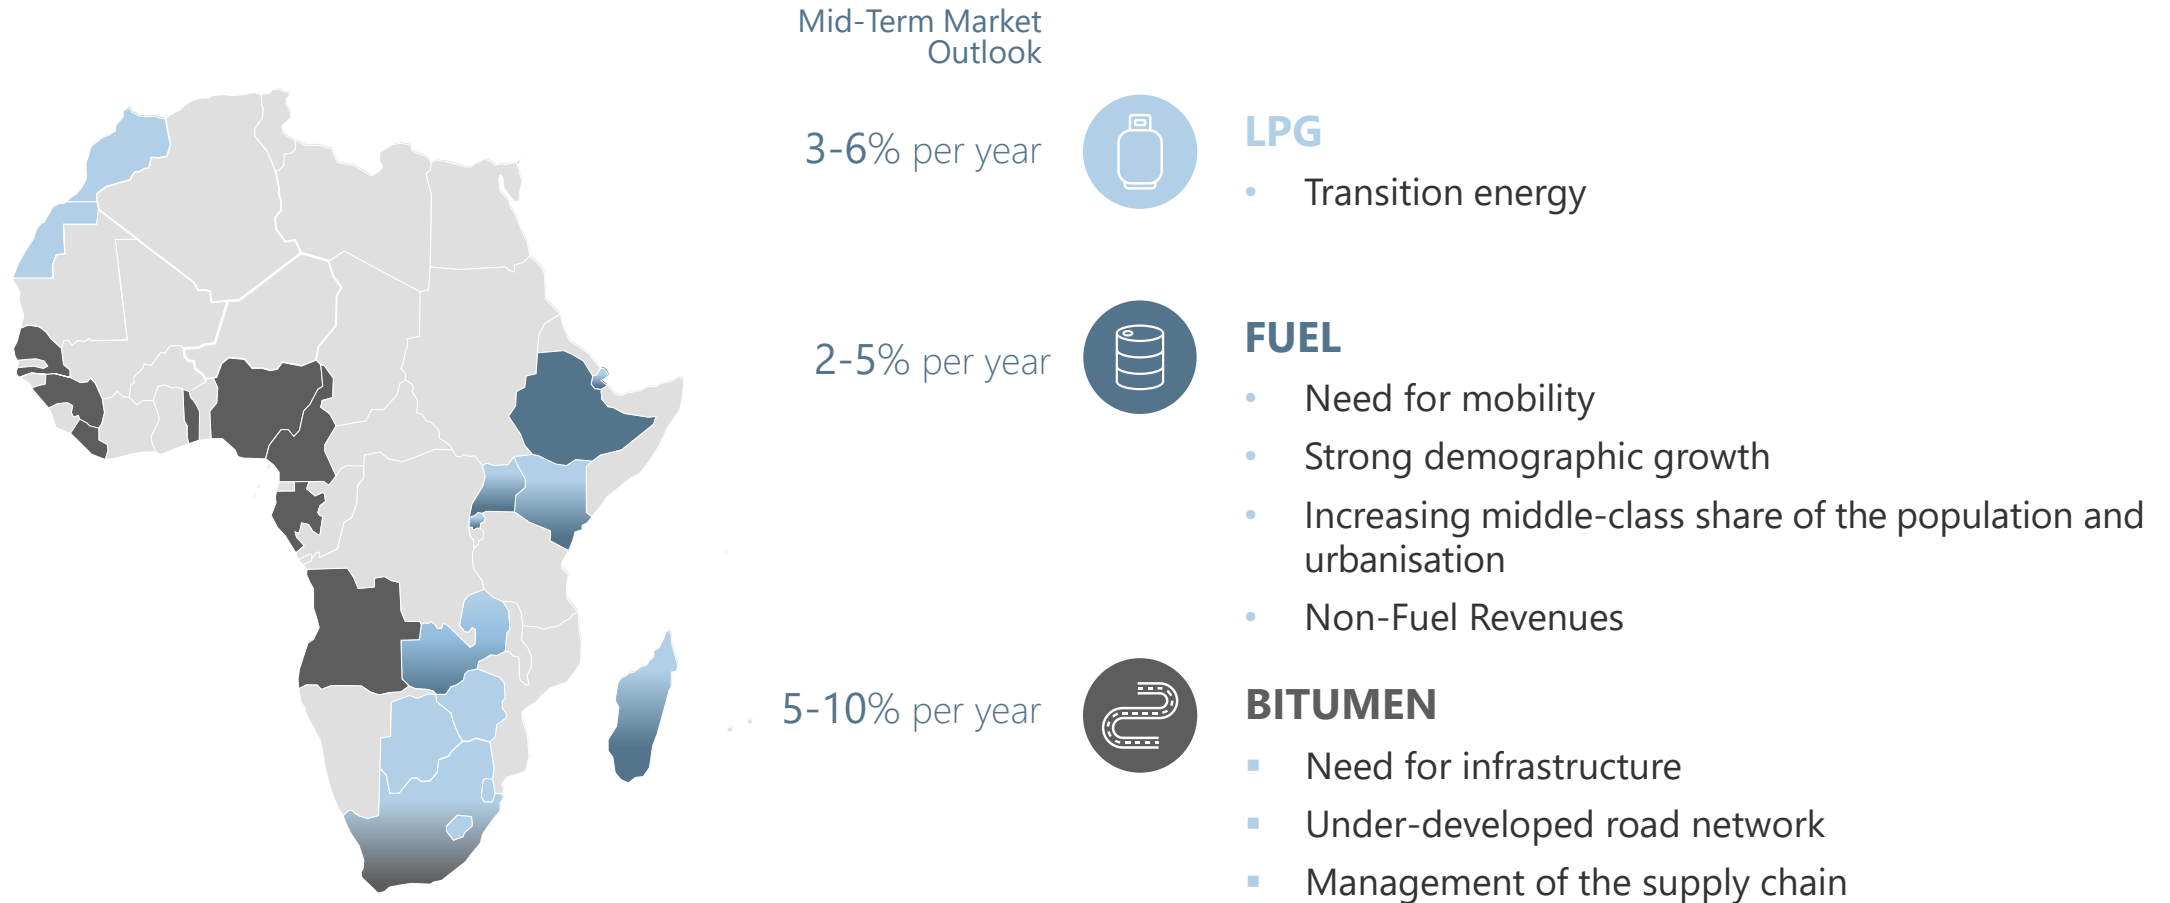 Mid-Term Market
Outlook
3-6% per year
LPG
• Transition energy
2-5% per year
FUEL
• Need for mobility
• Strong demographic growth
• Increasing middle-class share of the population and
urbanisation
• Non-Fuel Revenues
5-10% per year
BITUMEN
▪ Need for infrastructure
▪ Under-developed road network
▪ Management of the supply chain